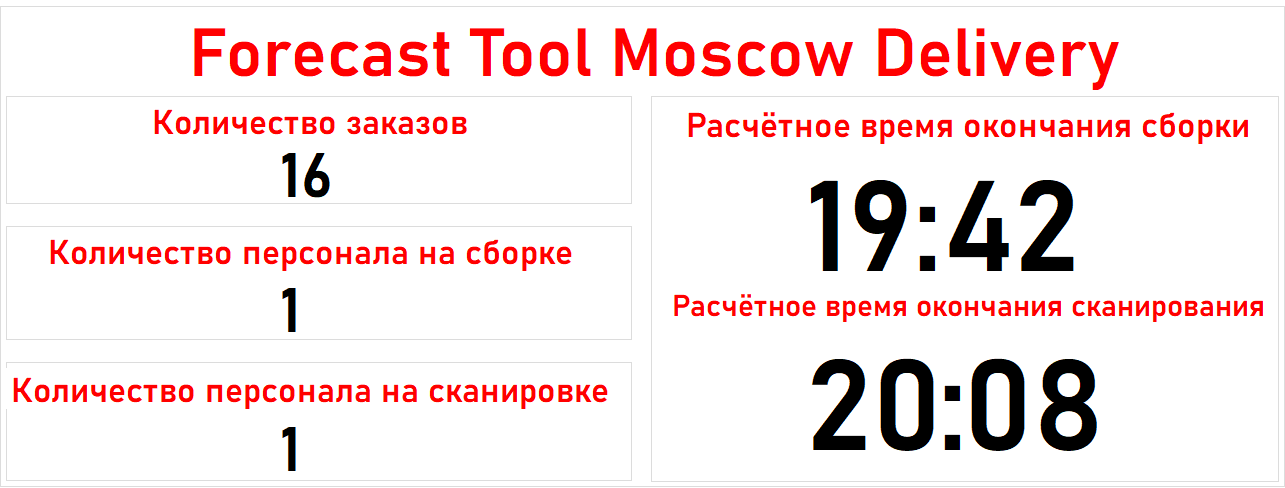 Forecast Tool Moscow Delivery
Количество заказов
16
Количество персонала на сборке
1
Количество персонала на сканировке
1
Расчётное время окончания сборки
19:42
Расчётное время окончания сканирования
20:08